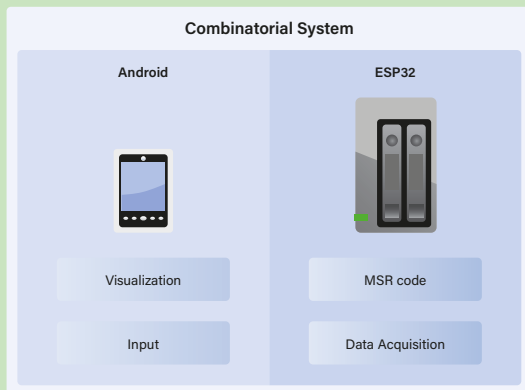 Combinatorial System
Android
ESP32
Visualization
MSR code
Input
Data Acquisition